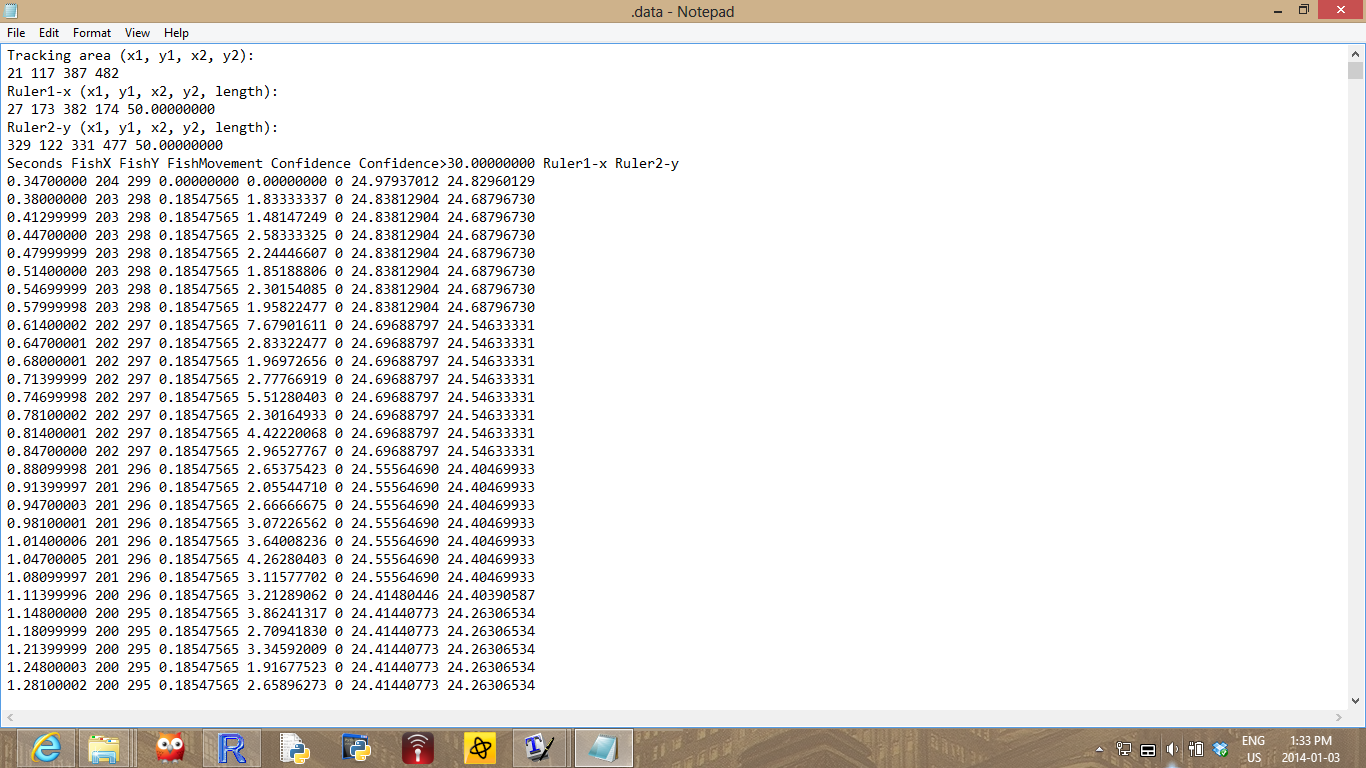 .data - Notepad
File Edit Format View Help
Tracking area (x1, y1, x2, y2):
21 117 387 482
Ruler1-x (x1, y1, x2, y2, length):
27 173 382 174 50.00000000
Ruler2-y (x1, y1, x2, y2, length):
329 122 331 477 50.00000000
Seconds FishX FishY FishMovement Confidence Confidence>30.00000000 Ruler1-x Ruler2-y
0.34700000 204 299 0.00000000 0.00000000 0 24.97937012 24.82960129
0.38000000 203 298 0.18547565 1.83333337 0 24.83812904 24.68796730
0.41299999 203 298 0.18547565 1.48147249 0 24.83812904 24.68796730
0.44700000 203 298 0.18547565 2.58333325 0 24.83812904 24.68796730
0.47999999 203 298 0.18547565 2.24446607 0 24.83812904 24.68796730
0.51400000 203 298 0.18547565 1.85188806 0 24.83812904 24.68796730
0.54699999 203 298 0.18547565 2.30154085 0 24.83812904 24.68796730
0.57999998 203 298 0.18547565 1.95822477 0 24.83812904 24.68796730
0.61400002 202 297 0.18547565 7.67901611 0 24.69688797 24.54633331
0.64700001 202 297 0.18547565 2.83322477 0 24.69688797 24.54633331
0.68000001 202 297 0.18547565 1.96972656 0 24.69688797 24.54633331
0.71399999 202 297 0.18547565 2.77766919 0 24.69688797 24.54633331
0.74699998 202 297 0.18547565 5.51280403 0 24.69688797 24.54633331
0.78100002 202 297 0.18547565 2.30164933 0 24.69688797 24.54633331
0.81400001 202 297 0.18547565 4.42220068 0 24.69688797 24.54633331
0.84700000 202 297 0.18547565 2.96527767 0 24.69688797 24.54633331
0.88099998 201 296 0.18547565 2.65375423 0 24.55564690 24.40469933
0.91399997 201 296 0.18547565 2.05544710 0 24.55564690 24.40469933
0.94700003 201 296 0.18547565 2.66666675 0 24.55564690 24.40469933
0.98100001 201 296 0.18547565 3.07226562 0 24.55564690 24.40469933
1.01400006 201 296 0.18547565 3.64008236 0 24.55564690 24.40469933
1.04700005 201 296 0.18547565 4.26280403 0 24.55564690 24.40469933
1.08099997 201 296 0.18547565 3.11577702 0 24.55564690 24.40469933
1.11399996 200 296 0.18547565 3.21289062 0 24.41480446 24.40390587
1.14800000 200 295 0.18547565 3.86241317 0 24.41440773 24.26306534
1.18099999 200 295 0.18547565 2.70941830 0 24.41440773 24.26306534
1.21399999 200 295 0.18547565 3.34592009 0 24.41440773 24.26306534
1.24800003 200 295 0.18547565 1.91677523 0 24.41440773 24.26306534
1.28100002 200 295 0.18547565 2.65896273 0 24.41440773 24.26306534
ENG 1:33 PM
US 2014-01-03